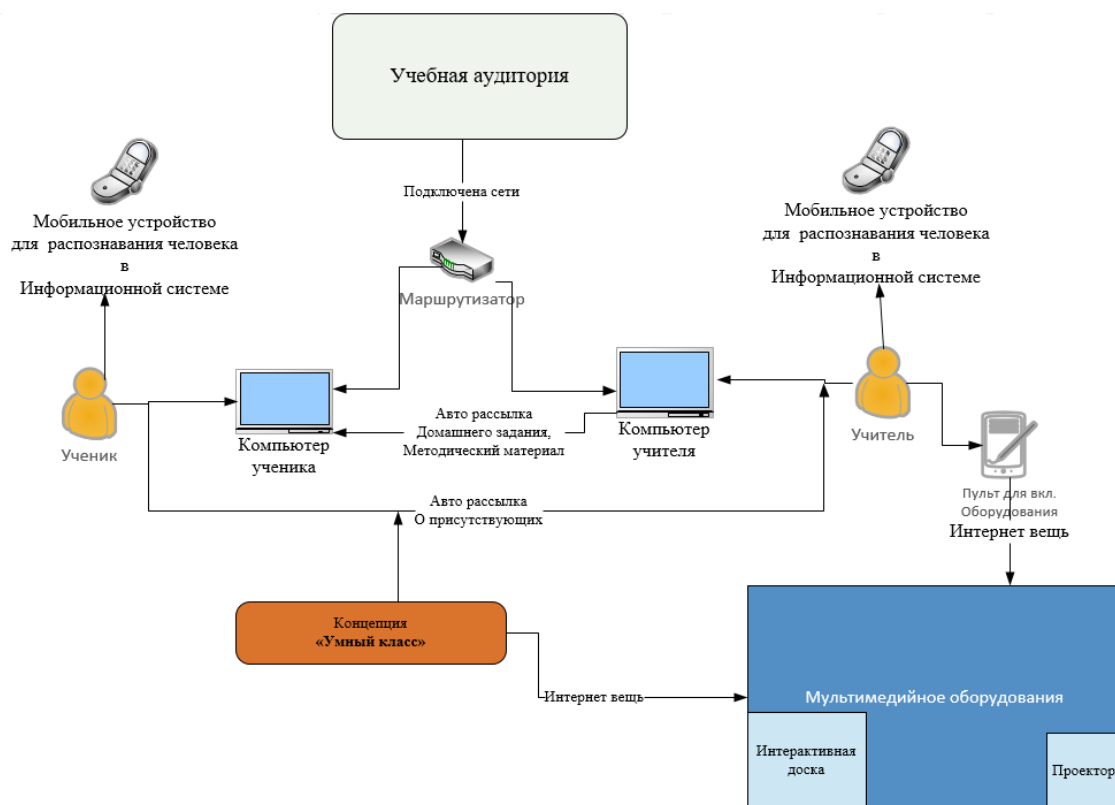 Учебная аудитория
Подключена сети
Мобильное устройство
для распознавания человека
в
Информационной системе
Мобильное устройство
для распознавания человека
в
Информационной системе
Маршрутизатор
Ученик
Компьютер
ученика
Авто рассылка
Домашнего задания,
Методический материал
Компьютер
учителя
Учитель
Пульт для вкл.
Оборудования
Интернет вещь
Авто рассылка
О присутствующих
Концепция
«Умный класс»
Интернет вещь
Мультимедийное оборудования
Интерактивная
доска
Проектор